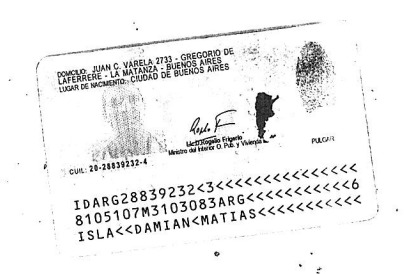 DOMICILIO: JUAN C. VARELA 2733 - GREGORIO DE
LAFERRERE - LA MATANZA - BUENOS AIRES
LUGAR DE NACIMIENTO: CIUDAD DE BUENOS AIRES
Lic.D.Rogelio Frigerio
Ministro del Interior O. Pub. y Vivienda
PULGAR
CUIL: 20-28839232-4
IDARG28839232<3<<<<<<<<<<<<<<<
8105107M3103083ARG<<<<<<<<<<<6
ISLA<<DAMIAN<MATIAS<<<<<<<<<<<